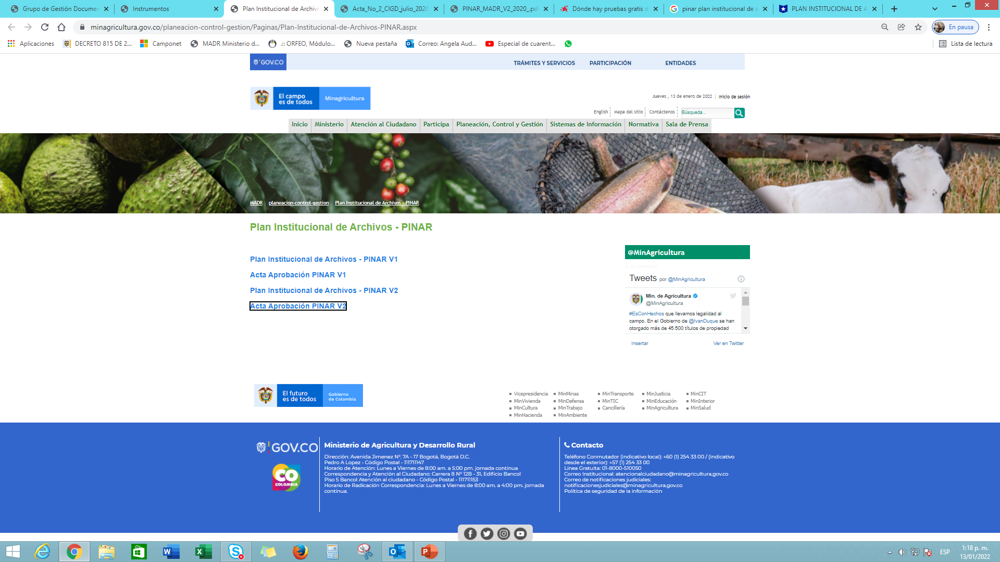 Grupo de Gestión Documen
Instrumentos
Plan Institucional de Archivo
Acta_No_2_CIGD_julio_2020
PINAR_MADR_V2_2020_.pdf
Dónde hay pruebas gratis d
pinar plan institucional de a
PLAN INSTITUCIONAL DE A
minagricultura.gov.co/planeacion-control-gestion/Paginas/Plan-Institucional-de-Archivos-PINAR.aspx
En pausa
Aplicaciones
DECRETO 815 DE 2...
Camponet
MADR Ministerio d...
.:: ORFEO, Módulo...
Nueva pestaña
Correo: Angela Aud...
Especial de cuarent...
Lista de lectura
GOV.CO
TRÁMITES Y SERVICIOS
PARTICIPACIÓN
ENTIDADES
El campo
es de todos
Minagricultura
Jueves , 13 de enero de 2022
Inicio de sesión
English
Mapa del sitio
Contáctenos
Búsqueda...
Inicio
Ministerio
Atención al Ciudadano
Participa
Planeación, Control y Gestión
Sistemas de Información
Normativa
Sala de Prensa
MADR
planeacion-control-gestion
Plan Institucional de Archivos - PINAR
Plan Institucional de Archivos - PINAR
Plan Institucional de Archivos - PINAR V1
Acta Aprobación PINAR V1
Plan Institucional de Archivos - PINAR V2
Acta Aprobación PINAR V2
@MinAgricultura
Tweets por @MinAgricultura
Min. de Agricultura
@MinAgricultura
#EsConHechos que llevamos legalidad al
campo. En el Gobierno de @IvanDuque se han
otorgado más de 45.500 títulos de propiedad
Insertar
Ver en Twitter
El futuro
es de todos
Gobierno
de Colombia
Vicepresidencia
MinMinas
MinTransporte
MinJusticia
MinCIT
MinVivienda
MinDefensa
MinTIC
MinEducación
MinInterior
MinCultura
MinTrabajo
Cancillería
MinAgricultura
MinSalud
MinHacienda
MinAmbiente
GOV.CO
CO
COLOMBIA
Ministerio de Agricultura y Desarrollo Rural
Dirección: Avenida Jimenez Nº. 7A - 17 Bogotá, Bogotá D.C.
Pedro A Lopez - Código Postal - 111711147
Horario de Atención: Lunes a Viernes de 8:00 am. a 5:00 pm. jornada continua
Correspondencia y Atención al Ciudadano: Carrera 8 Nº 12B - 31, Edificio Bancol
Piso 5 Bancol Atención al ciudadano - Código Postal - 111711153
Horario de Radicación Correspondencia: Lunes a Viernes de 8:00 am. a 4:00 pm. jornada
continua.
Contacto
Teléfono Conmutador (indicativo local): +60 (1) 254 33 00 / (indicativo
desde el exterior): +57 (1) 254 33 00
Línea Gratuita: 01-8000-510050
Correo Institucional: atencionalciudadano@minagricultura.gov.co
Correo de notificaciones judiciales:
notificacionesjudiciales@minagricultura.gov.co
Política de seguridad de la información
ESP
1:18 p. m.
13/01/2022